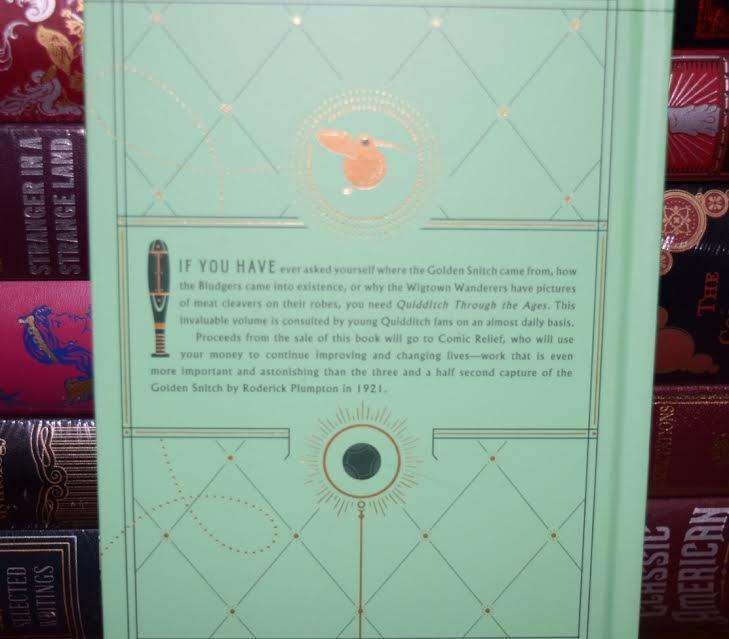 STRANGER IN A
STRANGE LAND
IF YOU HAVE ever asked yourself where the Golden Snitch came from, how
the Bludgers came into existence, or why the Wigtown Wanderers have pictures
of meat cleavers on their robes, you need Quidditch Through the Ages. This
invaluable volume is consulted by young Quidditch fans on an almost daily basis.
Proceeds from the sale of this book will go to Comic Relief, who will use
your money to continue improving and changing lives—work that is even
more important and astonishing than the three and a half second capture of the
Golden Snitch by Roderick Plumpton in 1921.
SELECTED
WRITINGS
THE
CLASSIC
AMERICAN